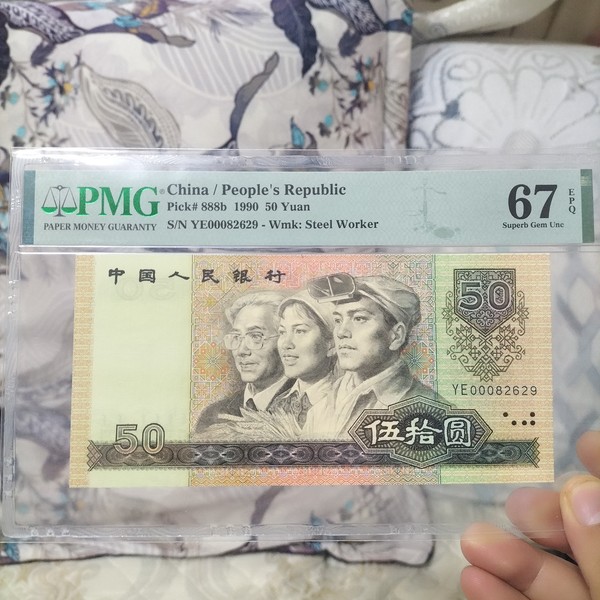 PMG
PAPER MONEY GUARANTY
China / People's Republic
Pick# 888b 1990 50 Yuan
S/N YE00082629 - Wmk: Steel Worker
67 EPQ
Superb Gem Unc
中国人民银行
50
YE00082629
50
伍拾圆